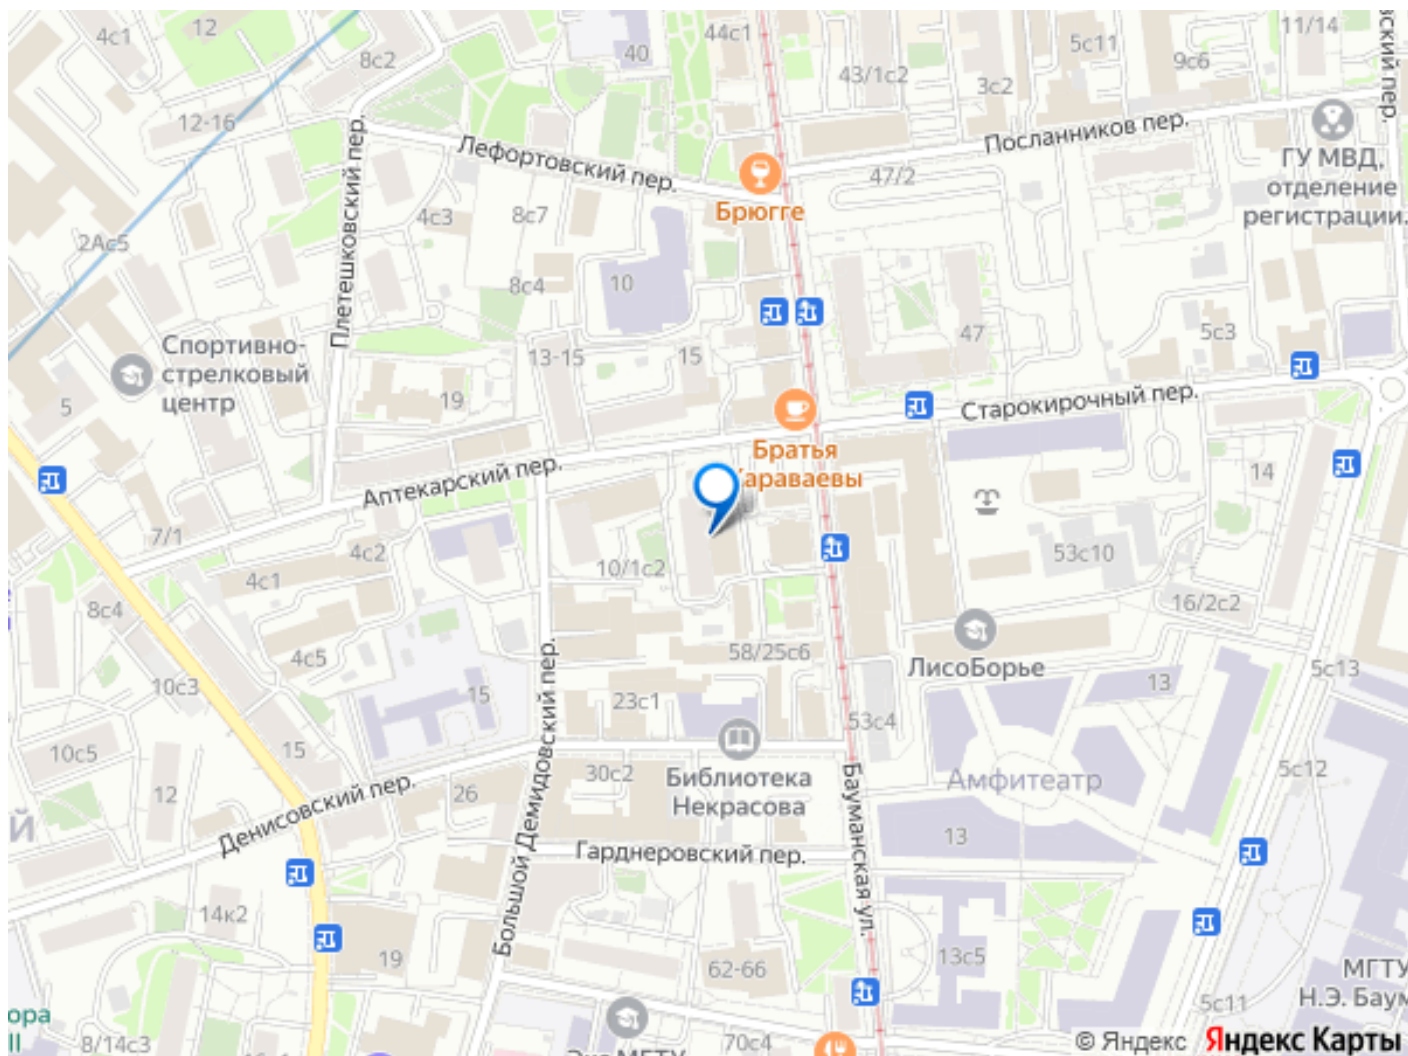 4с1
12
8с2
40
44с1
43/1с2
5с11
3с2
9с6
11/14
12-16
Плетешковский пер.
Лефортовский пер.
Посланников пер.
ГУ МВД,
отделение
регистрации.
47/2
Брюгге
4с3
8с7
2Ас5
8с4
10
47
5с3
13-15
15
Спортивно-
стрелковый
центр
5
19
Старокирочный пер.
Братья
Караваевы
Аптекарский пер.
14
7/1
4с2
4с1
10/1с2
53с10
8с4
16/2с2
4с5
58/25с6
ЛисоБорье
5с13
10с3
15
23с1
13
53с4
10с5
15
Большой Демидовский пер.
30с2
Библиотека
Некрасова
Амфитеатр
5с12
12
26
Денисовский пер.
Й
13
Гарднеровский пер.
Бауманская ул.
14к2
19
62-66
13с5
МГТУ
Н.Э. Баум
5с11
ора
II
8/14с3
70с4
© Яндекс
Яндекс Карты